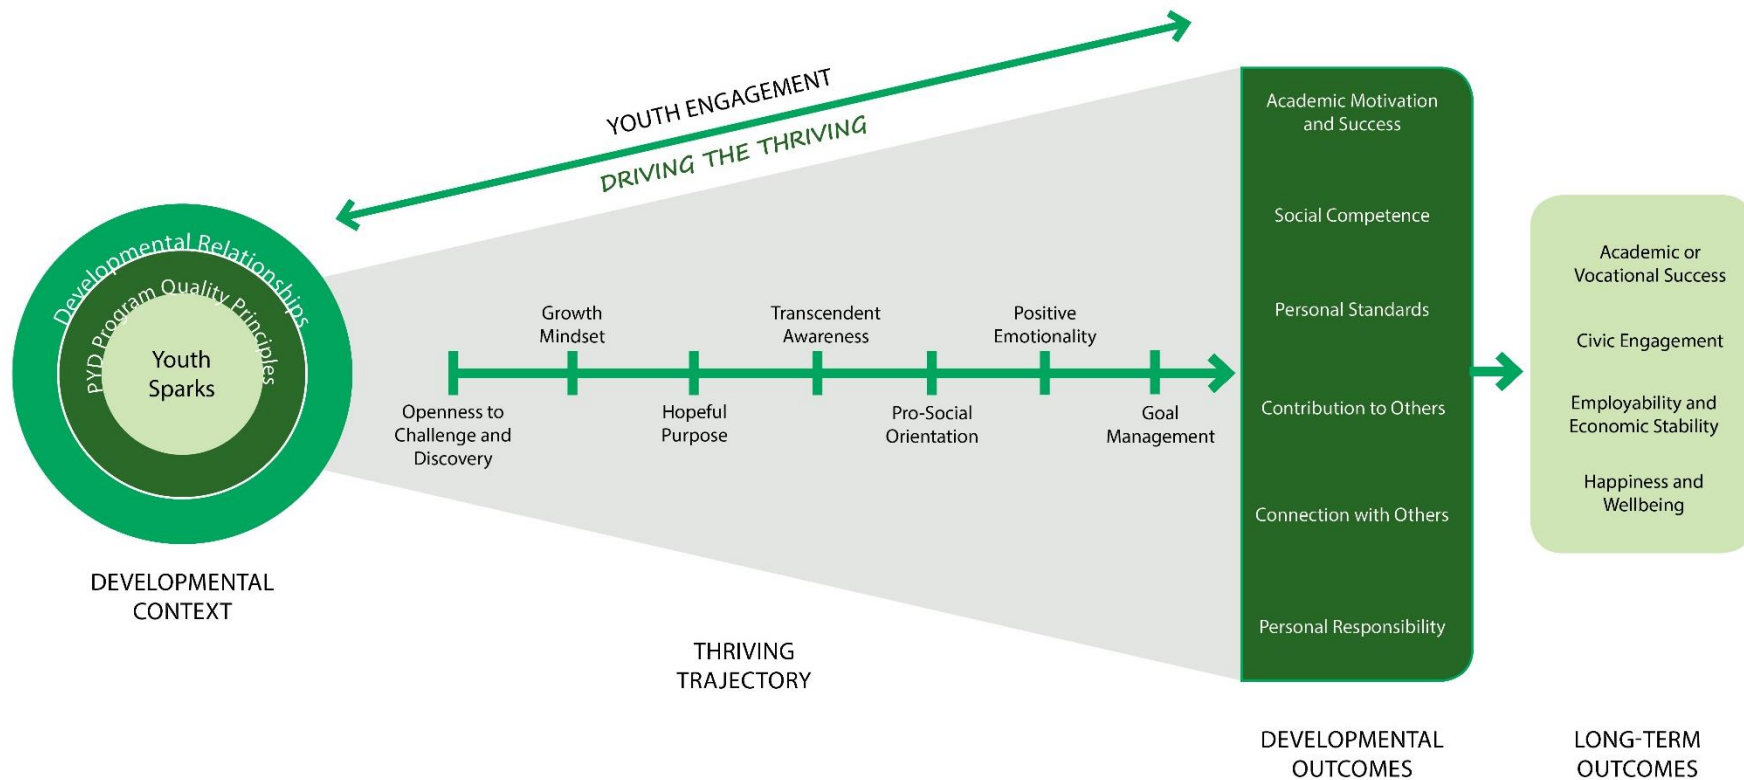 YOUTH ENGAGEMENT
DRIVING THE THRIVING
Developmental Relationships
PYD Program Quality Principles
Youth
Sparks
DEVELOPMENTAL
CONTEXT
Growth
Mindset
Transcendent
Awareness
Positive
Emotionality
Openness to
Challenge and
Discovery
Hopeful
Purpose
Pro-Social
Orientation
Goal
Management
THRIVING
TRAJECTORY
Academic Motivation
and Success
Social Competence
Personal Standards
Contribution to Others
Connection with Others
Personal Responsibility
DEVELOPMENTAL
OUTCOMES
Academic or
Vocational Success
Civic Engagement
Employability and
Economic Stability
Happiness and
Wellbeing
LONG-TERM
OUTCOMES